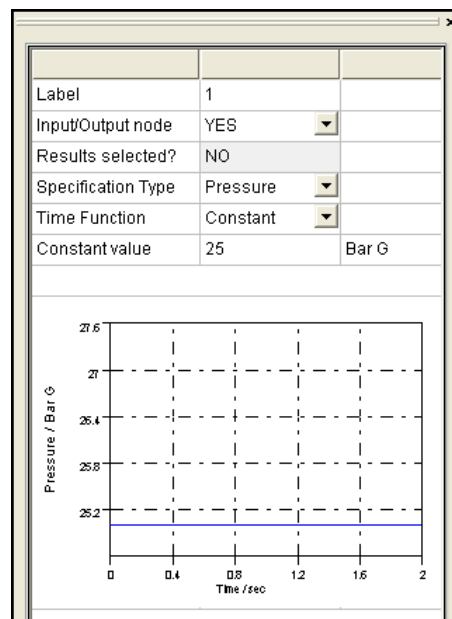 Label 1
Input/Output node YES
Results selected? NO
Specification Type Pressure
Time Function Constant
Constant value 25 Bar G
27.6
27
26.4
25.8
25.2
Pressure / Bar G
0 0.4 0.8 1.2 1.6 2
Time /sec